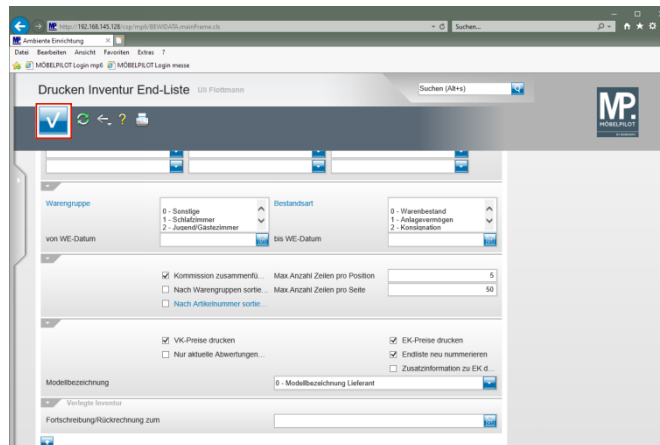 http://192.168.145.128/csp/mp6/BEWIDATA.mainFrame.cls
Suchen...
Ambiente Einrichtung
Datei Bearbeiten Ansicht Favoriten Extras ?
MÖBELPILOT Login mp6 MÖBELPILOT Login messe
Drucken Inventur End-Liste Uli Flottmann
Suchen (Alt+s)
MP.
MÖBELPILOT
Warengruppe
0 - Sonstige
1 - Schlafzimmer
2 - Jugend/Gästezimmer
Bestandsart
0 - Warenbestand
1 - Anlagevermögen
2 - Konsignation
von WE-Datum
bis WE-Datum
Kommission zusammenfü... Max.Anzahl Zeilen pro Position 5
Nach Warengruppen sortie... Max.Anzahl Zeilen pro Seite 50
Nach Artikelnummer sortie...
VK-Preise drucken EK-Preise drucken
Nur aktuelle Abwertungen... Endliste neu nummerieren
Zusatzinformation zu EK d...
Modellbezeichnung 0 - Modellbezeichnung Lieferant
Verlegte Inventur
Fortschreibung/Rückrechnung zum